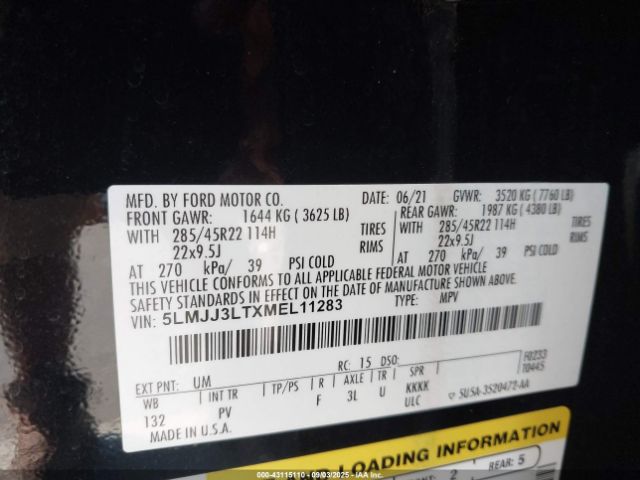 MFD. BY FORD MOTOR CO. DATE: 06/21 GVWR: 3520 KG ( 7760 LB)
FRONT GAWR: 1644 KG ( 3625 LB) REAR GAWR: 1987 KG ( 4380 LB)
WITH 285/45R22 114H TIRES WITH 285/45R22 114H TIRES
22x9.5J RIMS 22x9.5J RIMS
AT 270 kPa/ 39 PSI COLD AT 270 kPa/ 39 PSI COLD
THIS VEHICLE CONFORMS TO ALL APPLICABLE FEDERAL MOTOR VEHICLE
SAFETY STANDARDS IN EFFECT ON THE DATE OF MANUFACTURE SHOWN ABOVE.
VIN: 5LMJJ3LTXMEL11283 TYPE: MPV
F0233
10445
EXT PNT: UM RC: 15 DSO:
WB INT TR TP/PS R AXLE TR SPR
132 PV F 3L U KKKK
ULC
MADE IN U.S.A.
LOADING INFORMATION
2 REAR: 5
000-43115110 - 09/03/2025 - IAAI.com